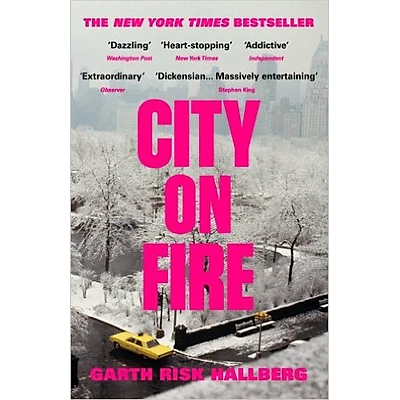 THE NEW YORK TIMES BESTSELLER
'Dazzling' 'Heart-stopping' 'Addictive'
Washington Post New York Times Independent
'Extraordinary' 'Dickensian... Massively entertaining'
Observer Stephen King
CITY
ON
FIRE
GARTH RISK HALLBERG